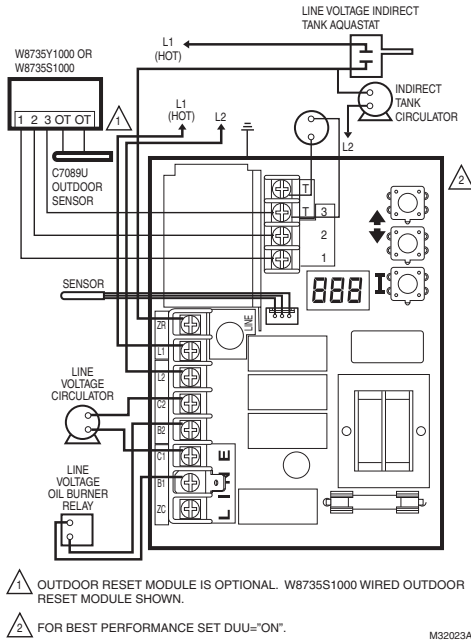 LINE VOLTAGE INDIRECT
TANK AQUASTAT
L1
(HOT)
W8735Y1000 OR
W8735S1000
INDIRECT
TANK
CIRCULATOR
1 2 3 OT OT
1
L1
(HOT)
L2
L2
C7089U
OUTDOOR
SENSOR
2
T
T 3
2
1
888
SENSOR
LINE
ZR
L1
L2
LINE
VOLTAGE
CIRCULATOR
C2
B2
C1
LINE
B1
LINE
VOLTAGE
OIL BURNER
RELAY
ZC
1 OUTDOOR RESET MODULE IS OPTIONAL. W8735S1000 WIRED OUTDOOR
RESET MODULE SHOWN.
2 FOR BEST PERFORMANCE SET DUU="ON".
M32023A